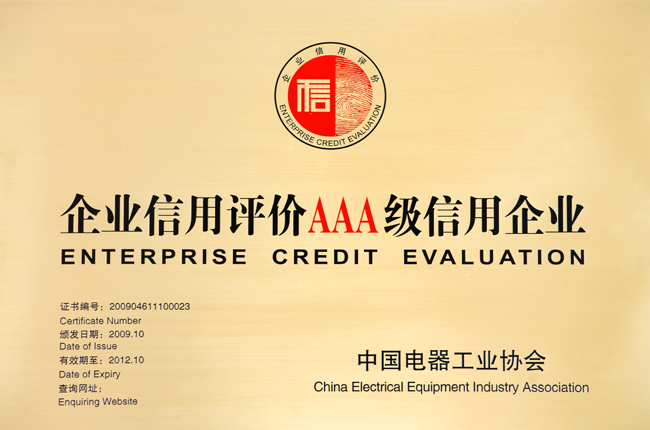 企业信用评价
信
ENTERPRISE CREDIT EVALUATION
企业信用评价AAA级信用企业
ENTERPRISE CREDIT EVALUATION
证书编号：200904611100023
Certificate Number
颁发日期：2009.10
Date of Issue
有效期至：2012.10
Date of Expiry
查询网址：
Enquiring Website
中国电器工业协会
China Electrical Equipment Industry Association